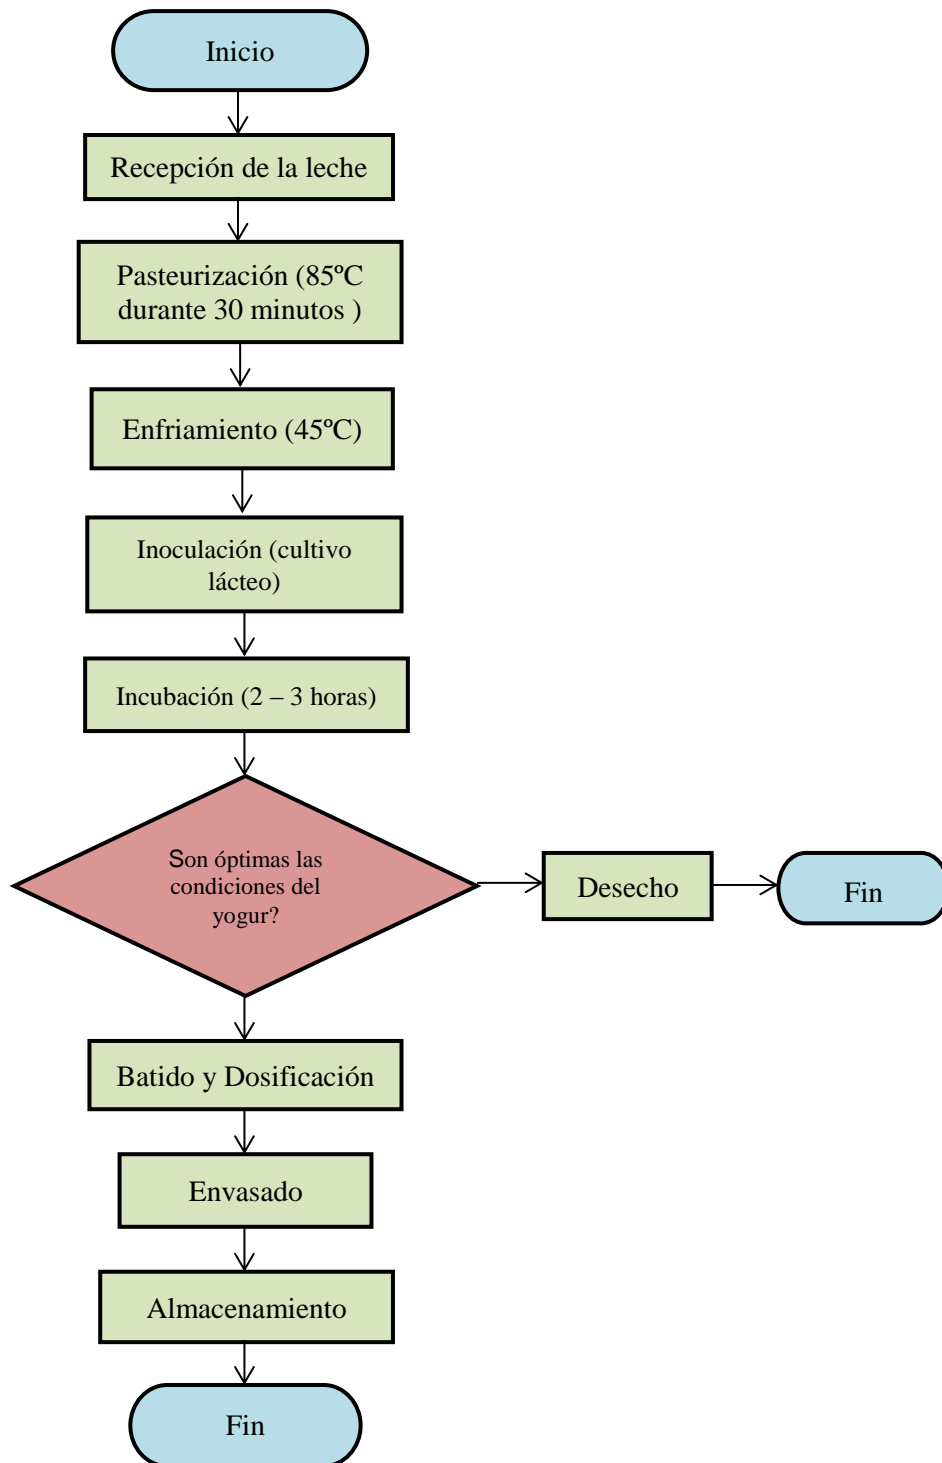 Inicio
Recepción de la leche
Pasteurización (85ºC
durante 30 minutos )
Enfriamiento (45ºC)
Inoculación (cultivo
lácteo)
Incubación (2 – 3 horas)
Son óptimas las
condiciones del
yogur?
Desecho
Fin
Batido y Dosificación
Envasado
Almacenamiento
Fin